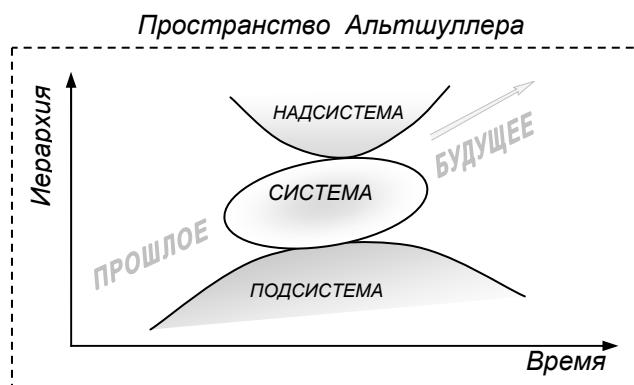 Пространство Альтшуллера
Иерархия
НАДСИСТЕМА
БУДУЩЕЕ
СИСТЕМА
ПРОШЛОЕ
ПОДСИСТЕМА
Время